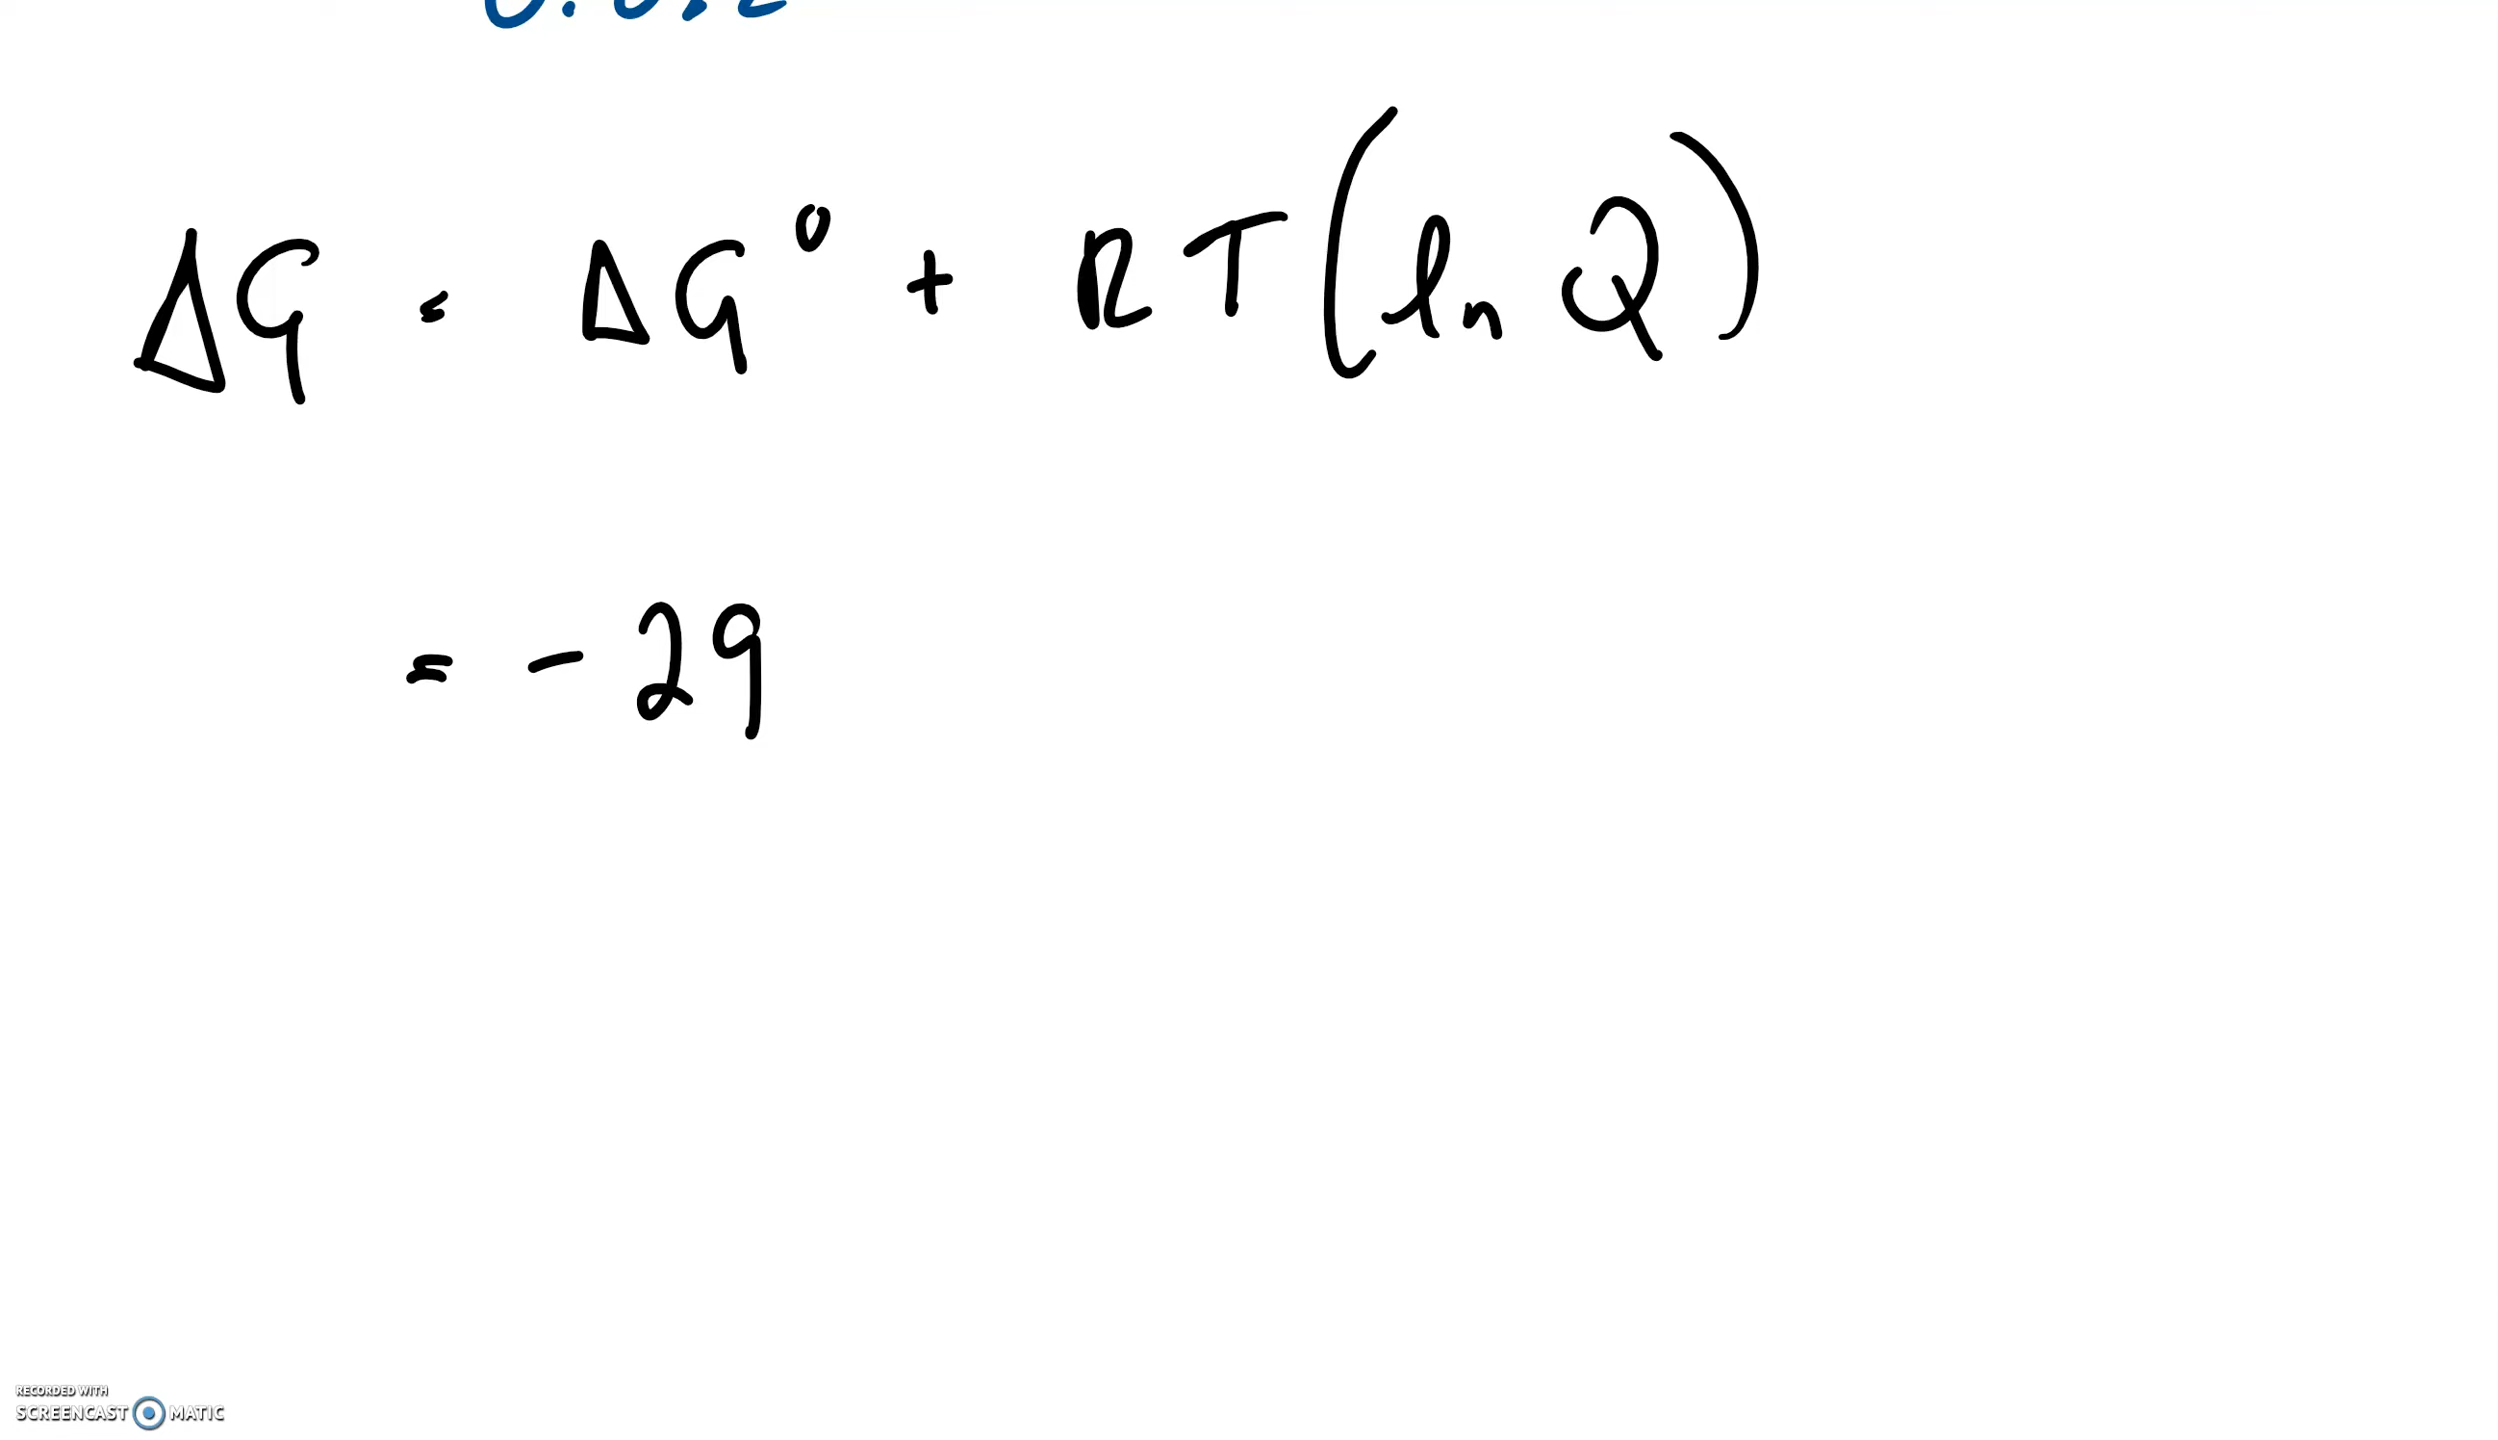 ΔG = ΔG° + RT(ln Q)
= - 29
RECORDED WITH
SCREENCAST MATIC